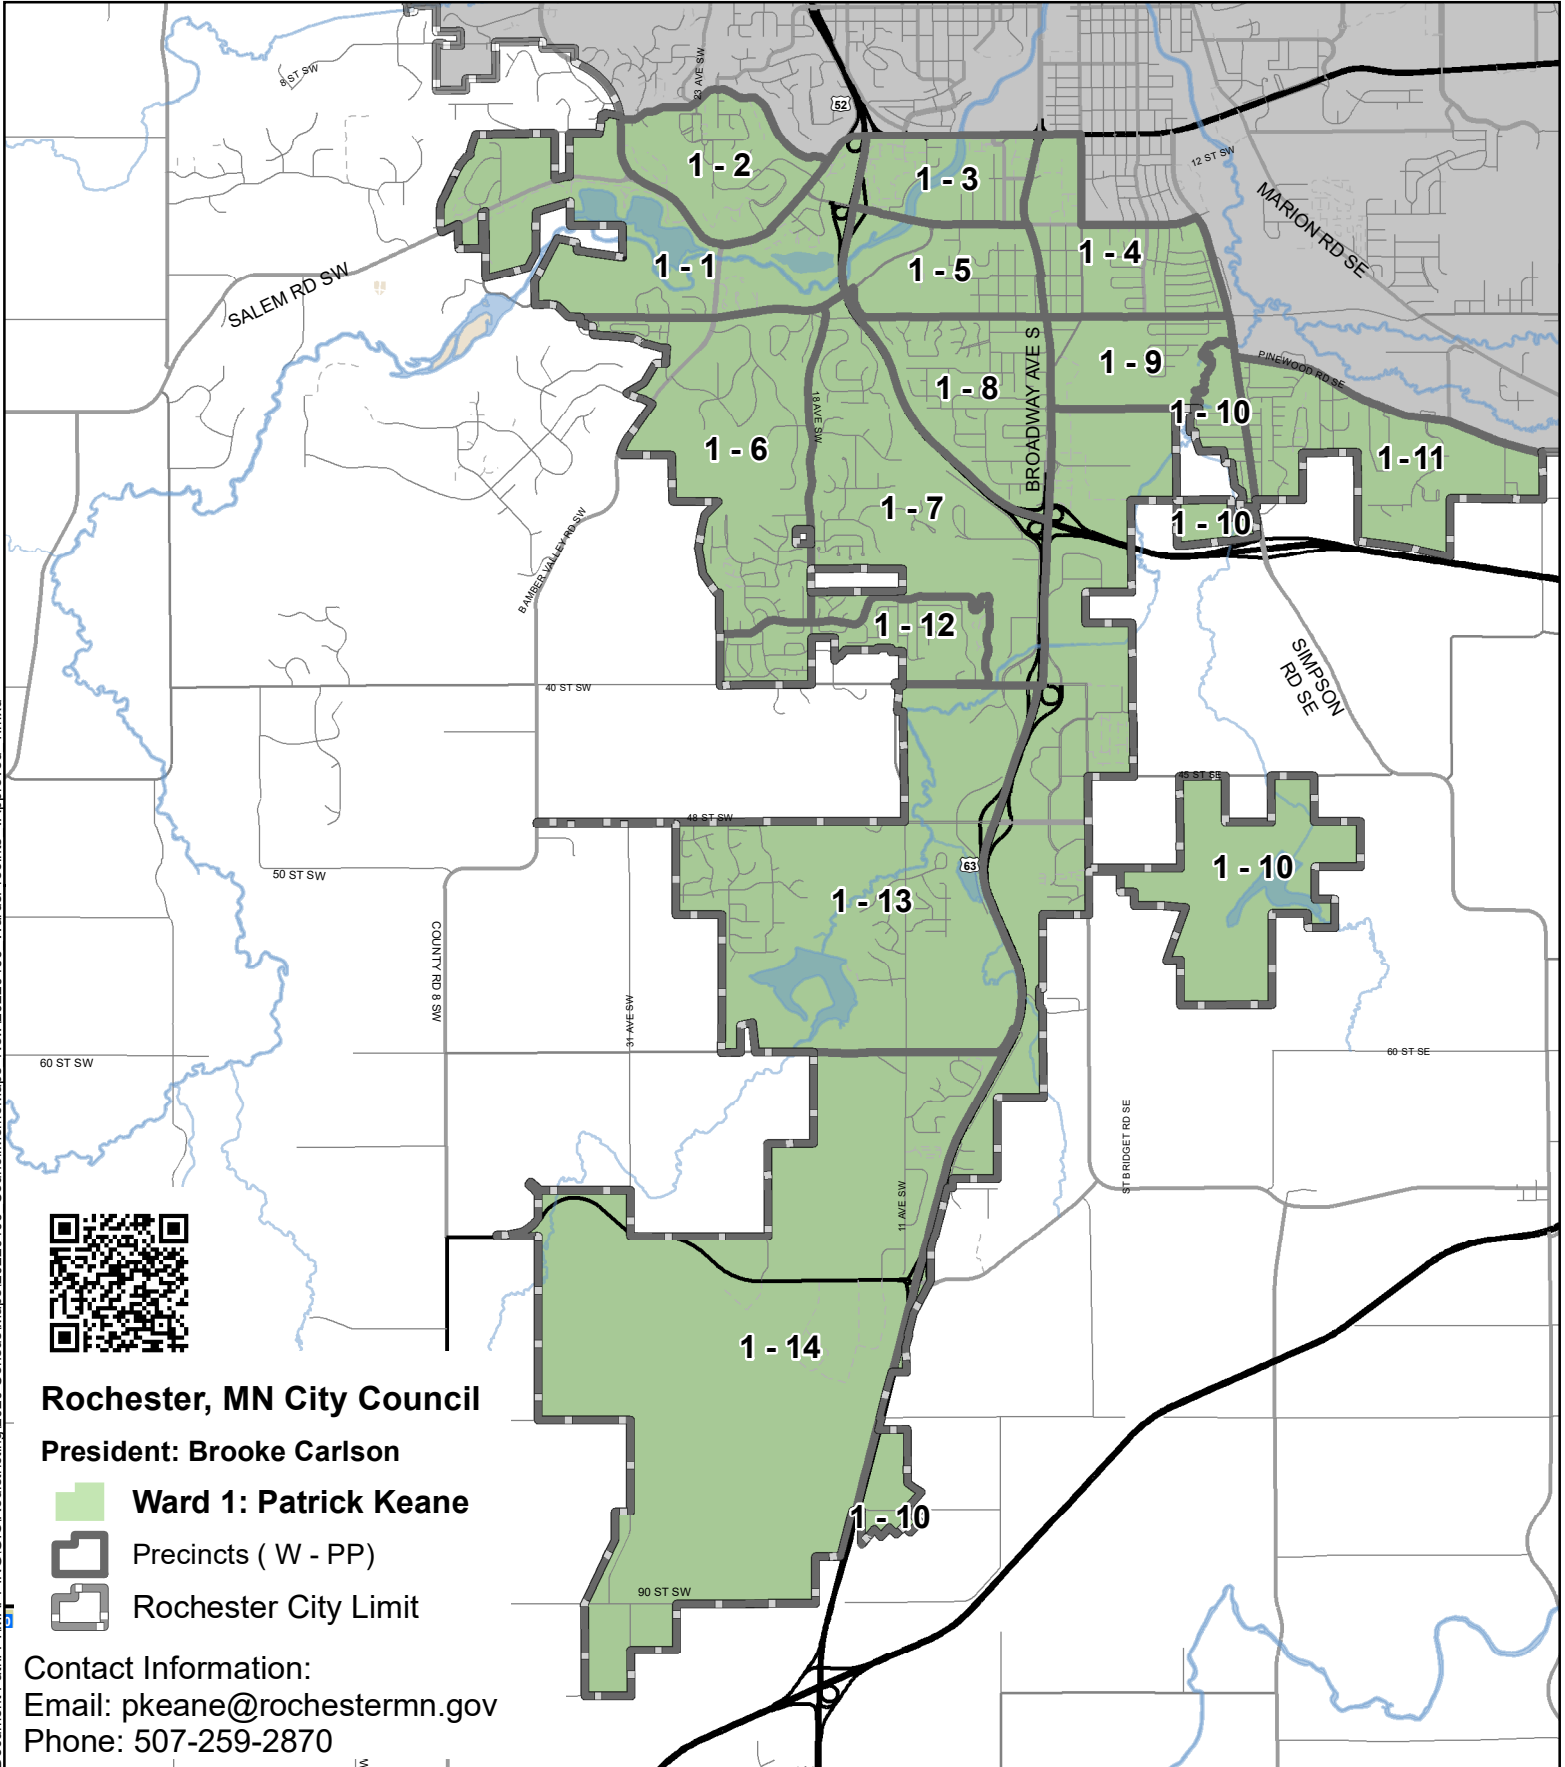 8 ST SW
23 AVE SW
52
12 ST SW
MARION RD SE
1 - 2
1 - 3
1 - 1
1 - 5
1 - 4
SALEM RD SW
BROADWAY AVE S
PINEWOOD RD SE
1 - 9
1 - 8
18 AVE SW
1 - 10
1 - 6
1 - 11
1 - 7
1 - 10
BAMBER VALLEY RD SW
1 - 12
SIMPSON
RD SE
40 ST SW
45 ST SE
48 ST SW
63
1 - 10
50 ST SW
1 - 13
COUNTY RD 8 SW
31 AVE SW
60 ST SW
60 ST SE
ST BRIDGET RD SE
11 AVE SW
1 - 14
Rochester, MN City Council
President: Brooke Carlson
Ward 1: Patrick Keane
1 - 10
Precincts ( W - PP)
90 ST SW
Rochester City Limit
Contact Information:
Email: pkeane@rochestermn.gov
Phone: 507-259-2870